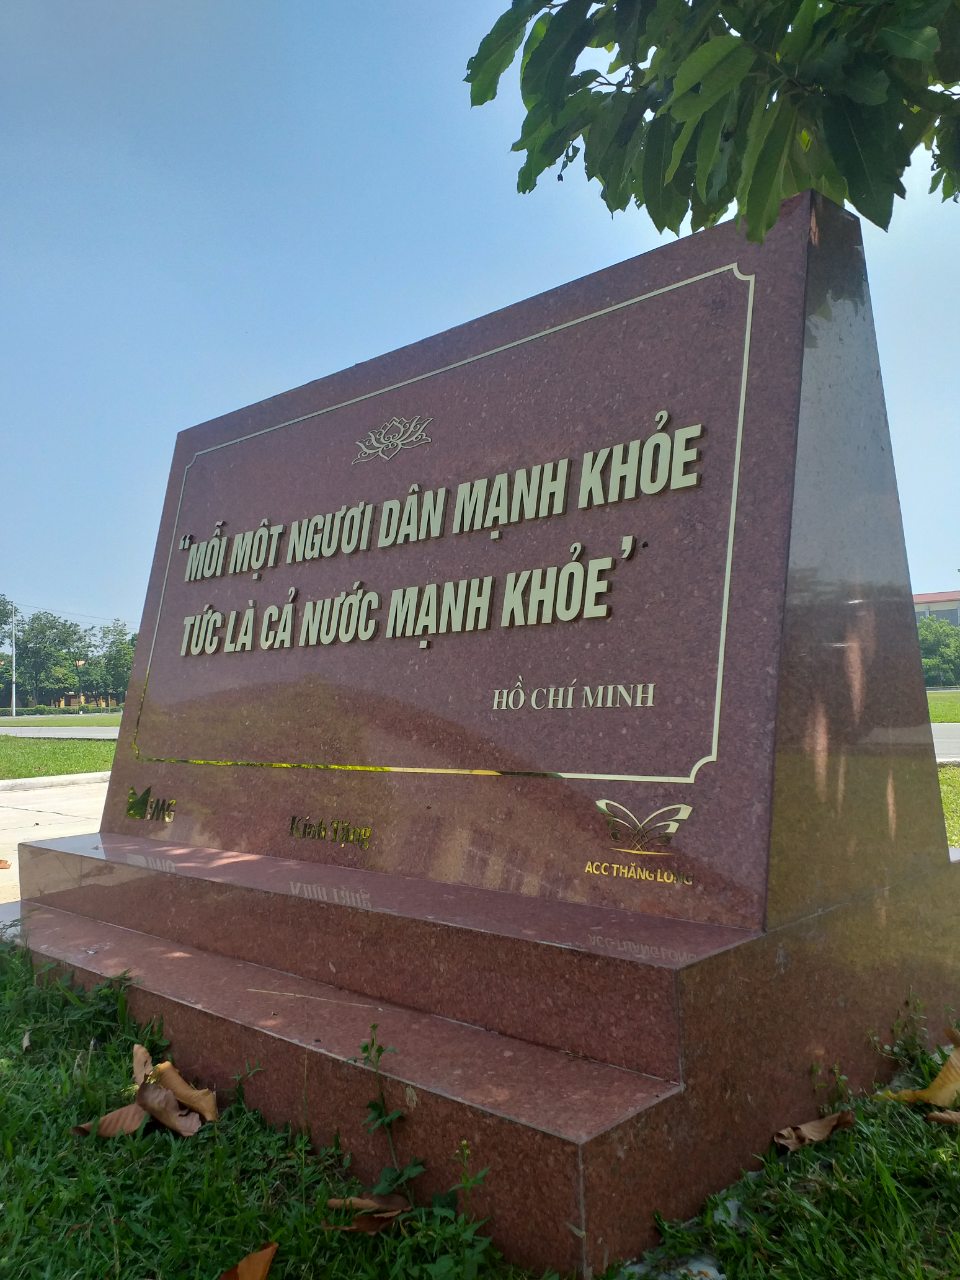 “MỖI MỘT NGƯƠI DÂN MẠNH KHỎE
TỨC LÀ CẢ NƯỚC MẠNH KHỎE”
HỒ CHÍ MINH
Kính Tặng
ACC THĂNG LONG